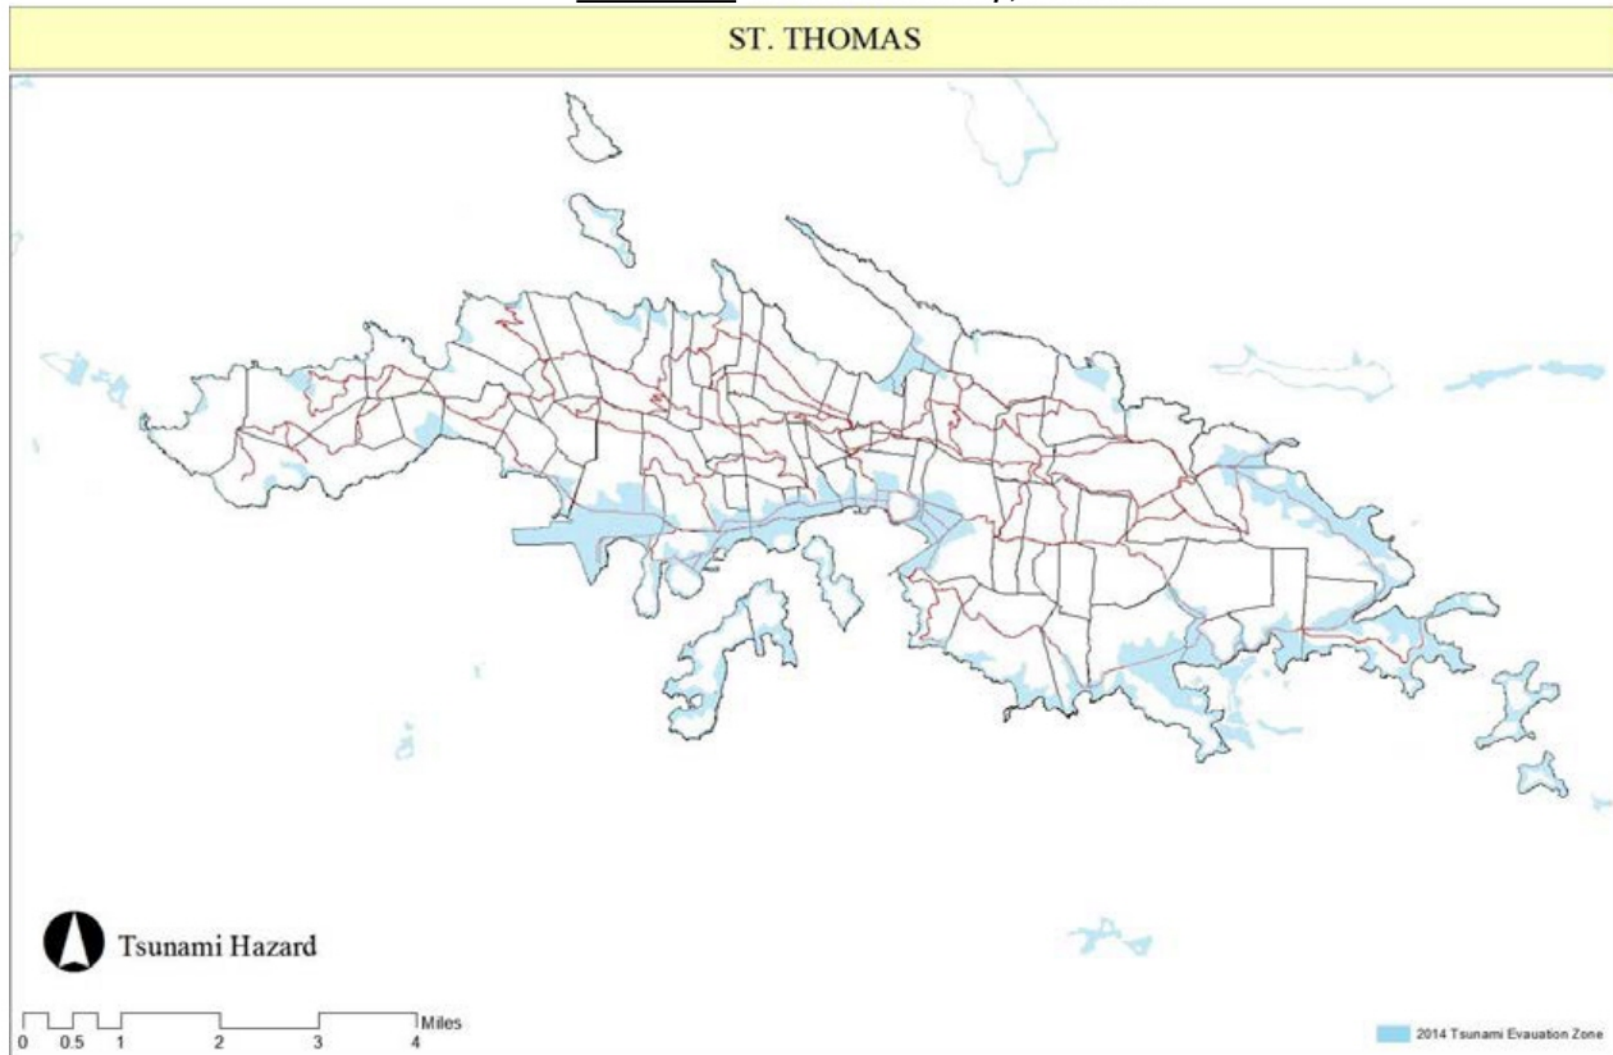 ST. THOMAS
Tsunami Hazard
Miles
0 0.5 1 2 3 4
2014 Tsunami Evauation Zone